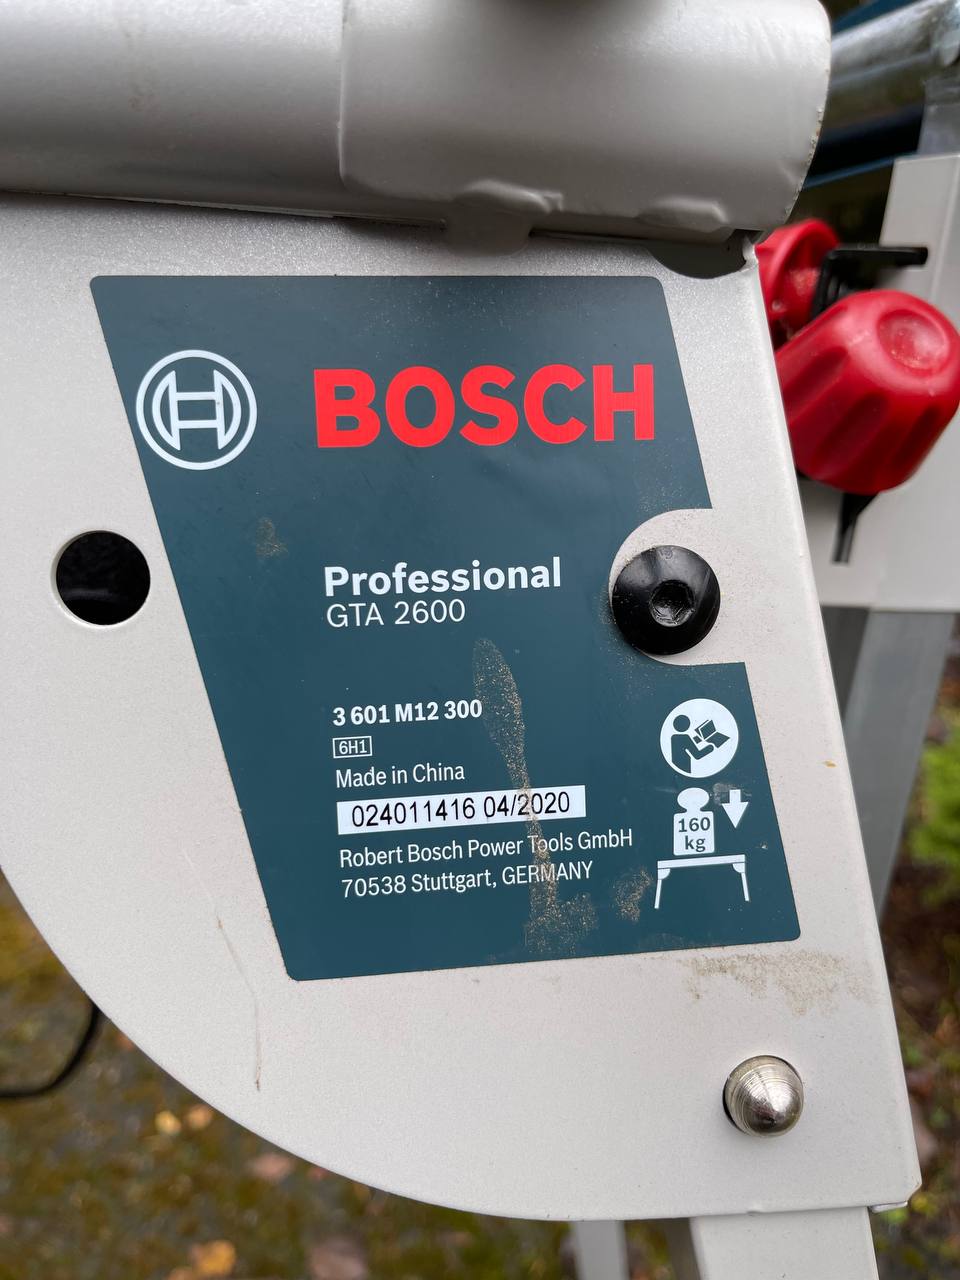 BOSCH
Professional
GTA 2600
3 601 M12 300
6H1
Made in China
024011416 04/2020
Robert Bosch Power Tools GmbH
70538 Stuttgart, GERMANY
160
kg